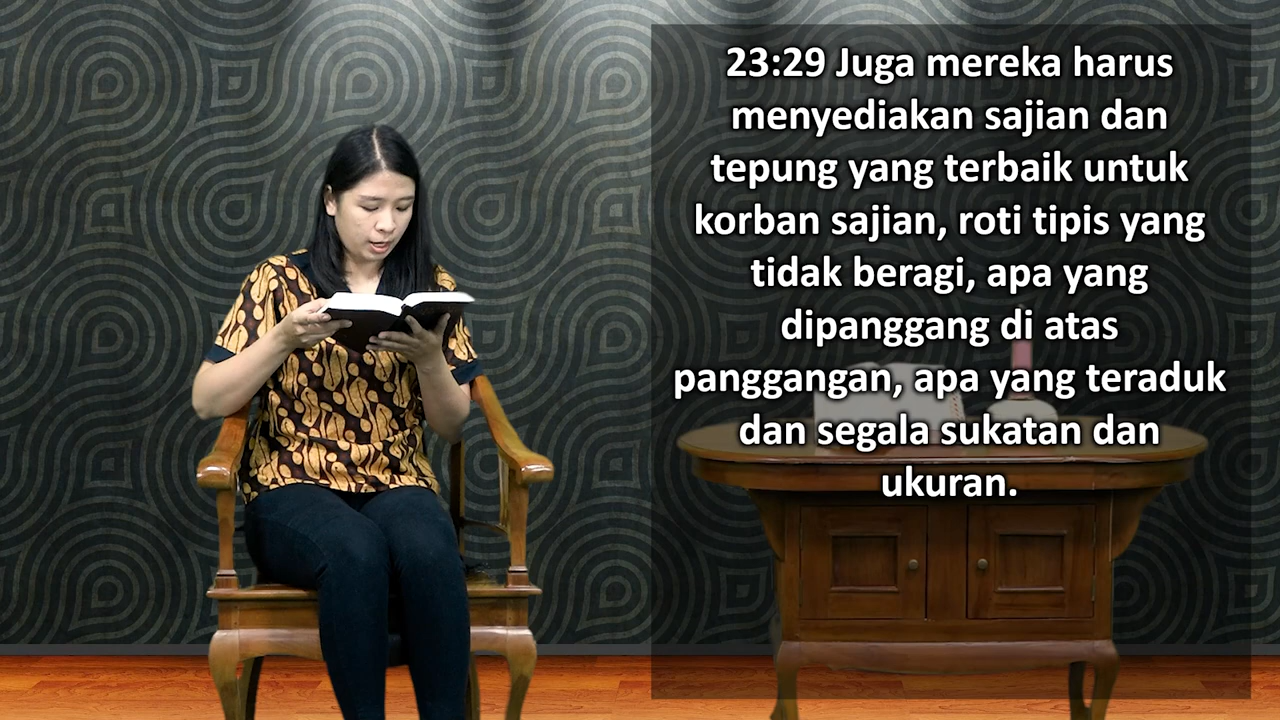 23:29 Juga mereka harus
menyediakan sajian dan
tepung yang terbaik untuk
korban sajian, roti tipis yang
tidak beragi, apa yang
dipanggang di atas
panggangan, apa yang teraduk
dan segala sukatan dan
ukuran.